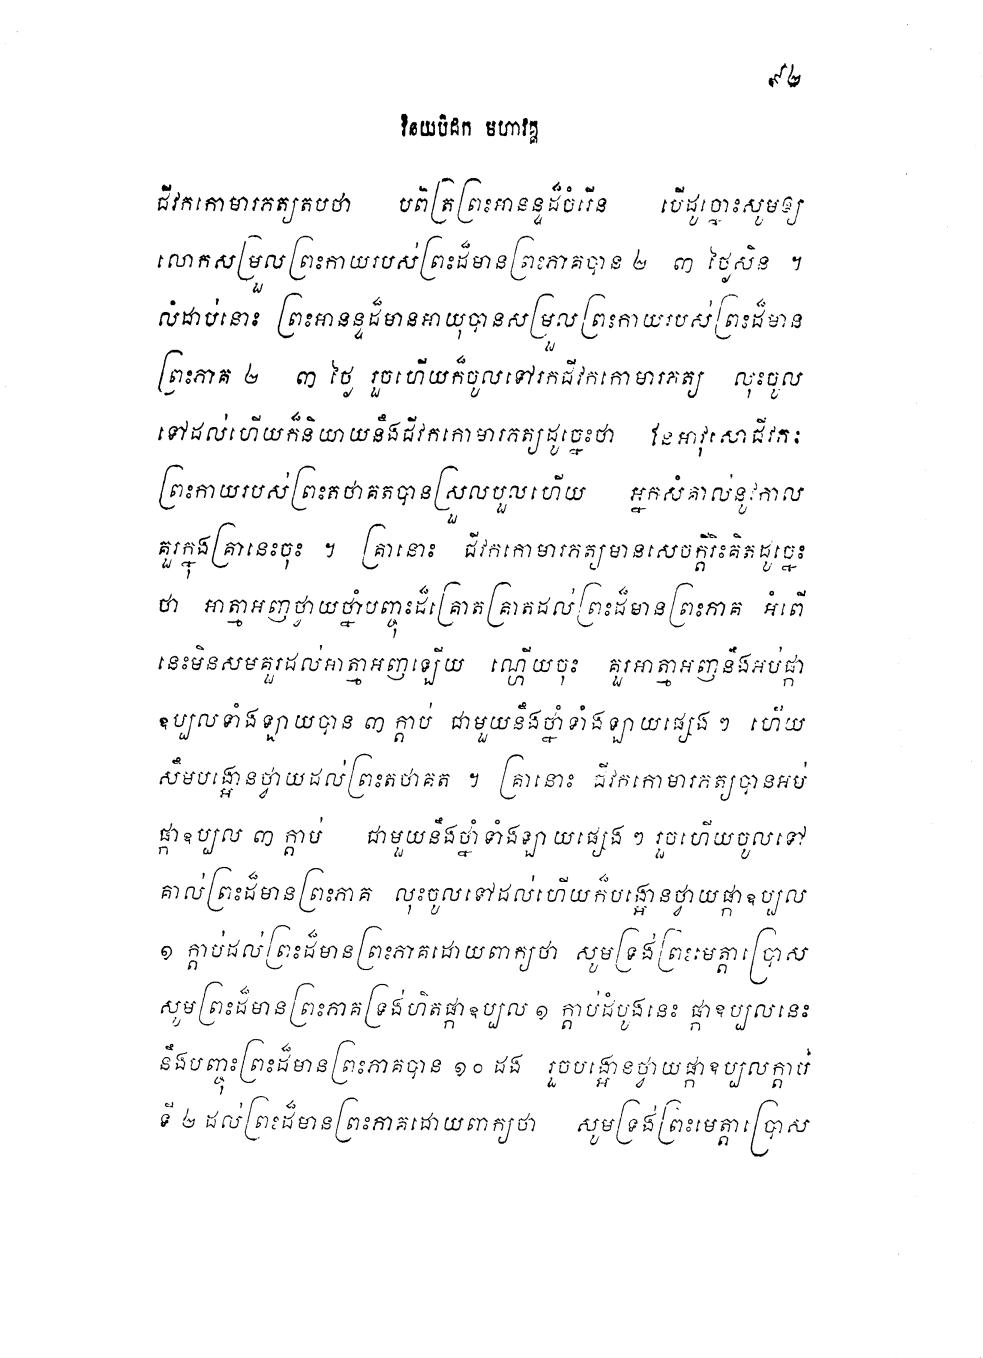 ៩២
វិនយបិដក មហាវគ្គ
ជីវកកោមារភត្យតបថា បពិត្រព្រះអានន្ទដ៏ចំរើន បើដូច្នោះសូមឲ្យ
លោកសម្រួលព្រះកាយរបស់ព្រះដ៏មានព្រះភាគបាន ២ ៣ ថ្ងៃសិន ។
លំដាប់នោះ ព្រះអានន្ទដ៏មានអាយុបានសម្រួលព្រះកាយរបស់ព្រះដ៏មាន
ព្រះភាគ ២ ៣ ថ្ងៃ រួចហើយក៏ចូលទៅរកជីវកកោមារភត្យ លុះចូល
ទៅដល់ហើយក៏និយាយនឹងជីវកកោមារភត្យដូច្នេះថា នែអាវុសោជីវកៈ
ព្រះកាយរបស់ព្រះតថាគតបានស្រួលបួលហើយ អ្នកសំគាល់នូវកាល
គួរក្នុងគ្រានេះចុះ ។ គ្រានោះ ជីវកកោមារភត្យមានសេចក្តីរិះគិតដូច្នេះ
ថា អាត្មាអញថ្វាយថ្នាំបញ្ចុះដ៏គ្រោតគ្រាតដល់ព្រះដ៏មានព្រះភាគ អំពើ
នេះមិនសមគួរដល់អាត្មាអញឡើយ ណ្ហើយចុះ គួរអាត្មាអញនឹងអប់ផ្កា
ឧប្បលទាំងឡាយបាន ៣ ក្តាប់ ជាមួយនឹងថ្នាំទាំងឡាយផ្សេង ៗ ហើយ
សឹមបង្អោនថ្វាយដល់ព្រះតថាគត ។ គ្រានោះ ជីវកកោមារភត្យបានអប់
ផ្កាឧប្បល ៣ ក្តាប់ ជាមួយនឹងថ្នាំទាំងឡាយផ្សេង ៗ រួចហើយចូលទៅ
គាល់ព្រះដ៏មានព្រះភាគ លុះចូលទៅដល់ហើយក៏បង្អោនថ្វាយផ្កាឧប្បល
១ ក្តាប់ដល់ព្រះដ៏មានព្រះភាគដោយពាក្យថា សូមទ្រង់ព្រះមេត្តាប្រោស
សូមព្រះដ៏មានព្រះភាគទ្រង់ហិតផ្កាឧប្បល ១ ក្តាប់ដំបូងនេះ ផ្កាឧប្បលនេះ
នឹងបញ្ចុះព្រះដ៏មានព្រះភាគបាន ១០ ដង រួចបង្អោនថ្វាយផ្កាឧប្បលក្តាប់
ទី ២ ដល់ព្រះដ៏មានព្រះភាគដោយពាក្យថា សូមទ្រង់ព្រះមេត្តាប្រោស